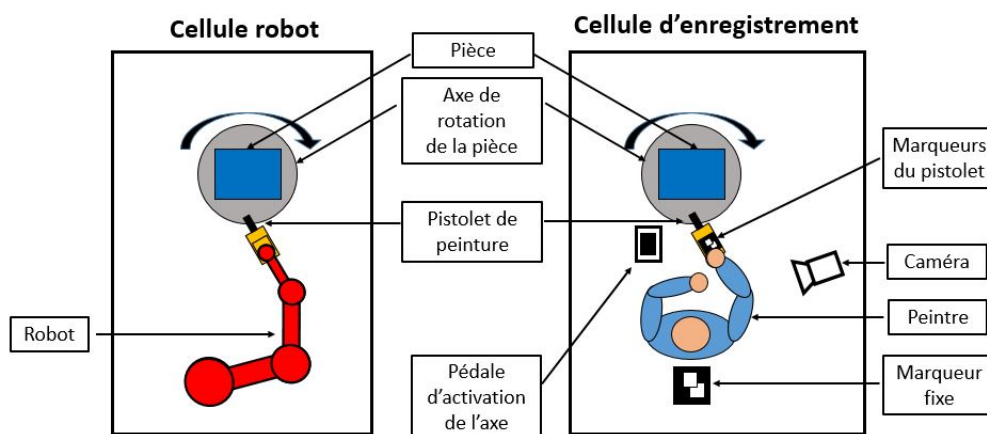 Cellule robot
Cellule d'enregistrement
Pièce
Axe de
rotation
de la pièce
Marqueurs
du pistolet
Pistolet de
peinture
Caméra
Robot
Peintre
Pédale
d'activation
de l'axe
Marqueur
fixe